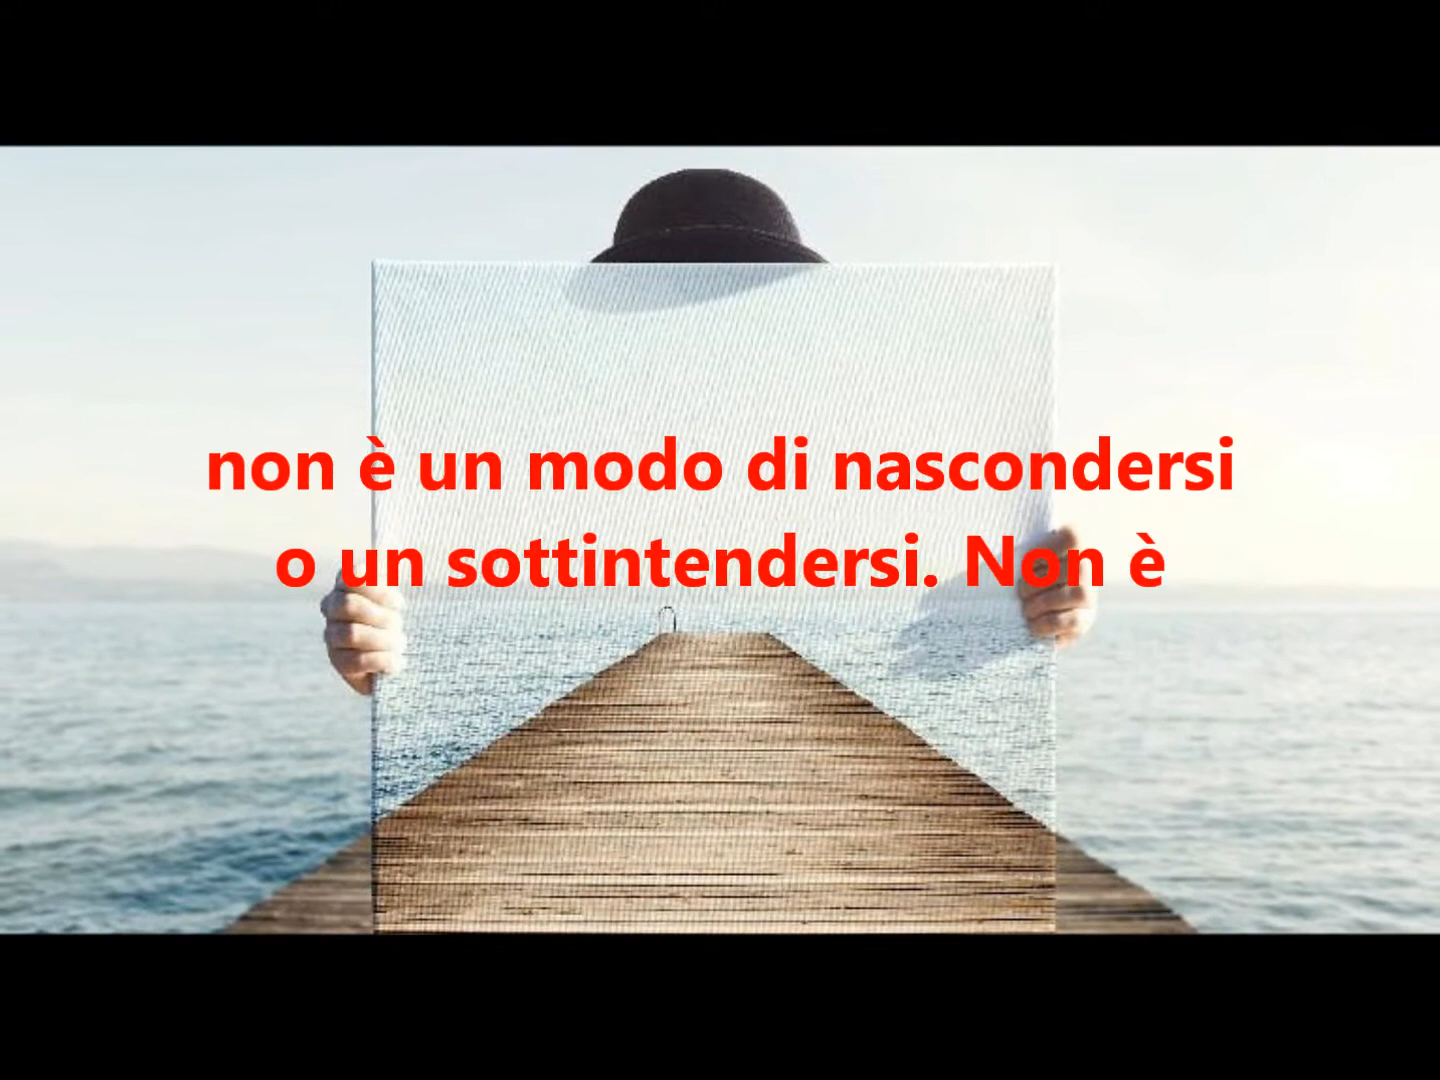 non è un modo di nascondersi
o un sottintendersi. Non è